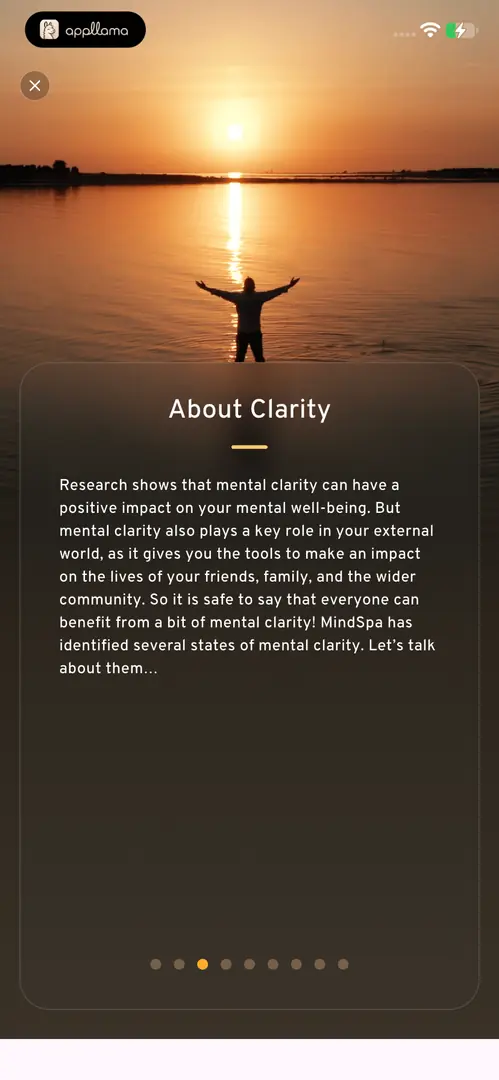 appllama
About Clarity
Research shows that mental clarity can have a
positive impact on your mental well-being. But
mental clarity also plays a key role in your external
world, as it gives you the tools to make an impact
on the lives of your friends, family, and the wider
community. So it is safe to say that everyone can
benefit from a bit of mental clarity! MindSpa has
identified several states of mental clarity. Let’s talk
about them...